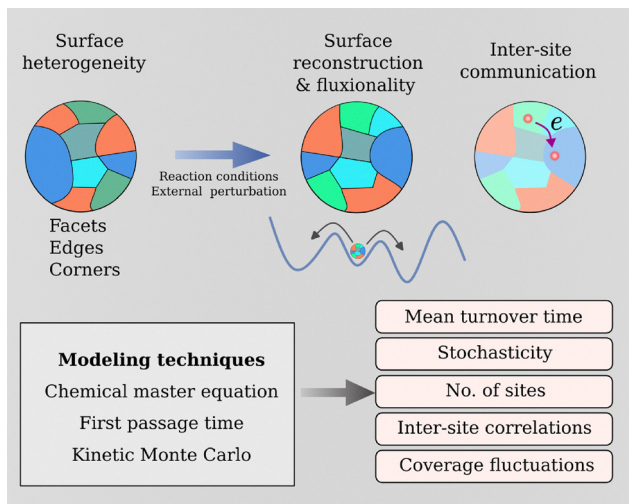 Surface
heterogeneity
Surface
reconstruction
& fluxionality
Inter-site
communication
e
Reaction conditions
External perturbation
Facets
Edges
Corners
Modeling techniques
Chemical master equation
First passage time
Kinetic Monte Carlo
Mean turnover time
Stochasticity
No. of sites
Inter-site correlations
Coverage fluctuations